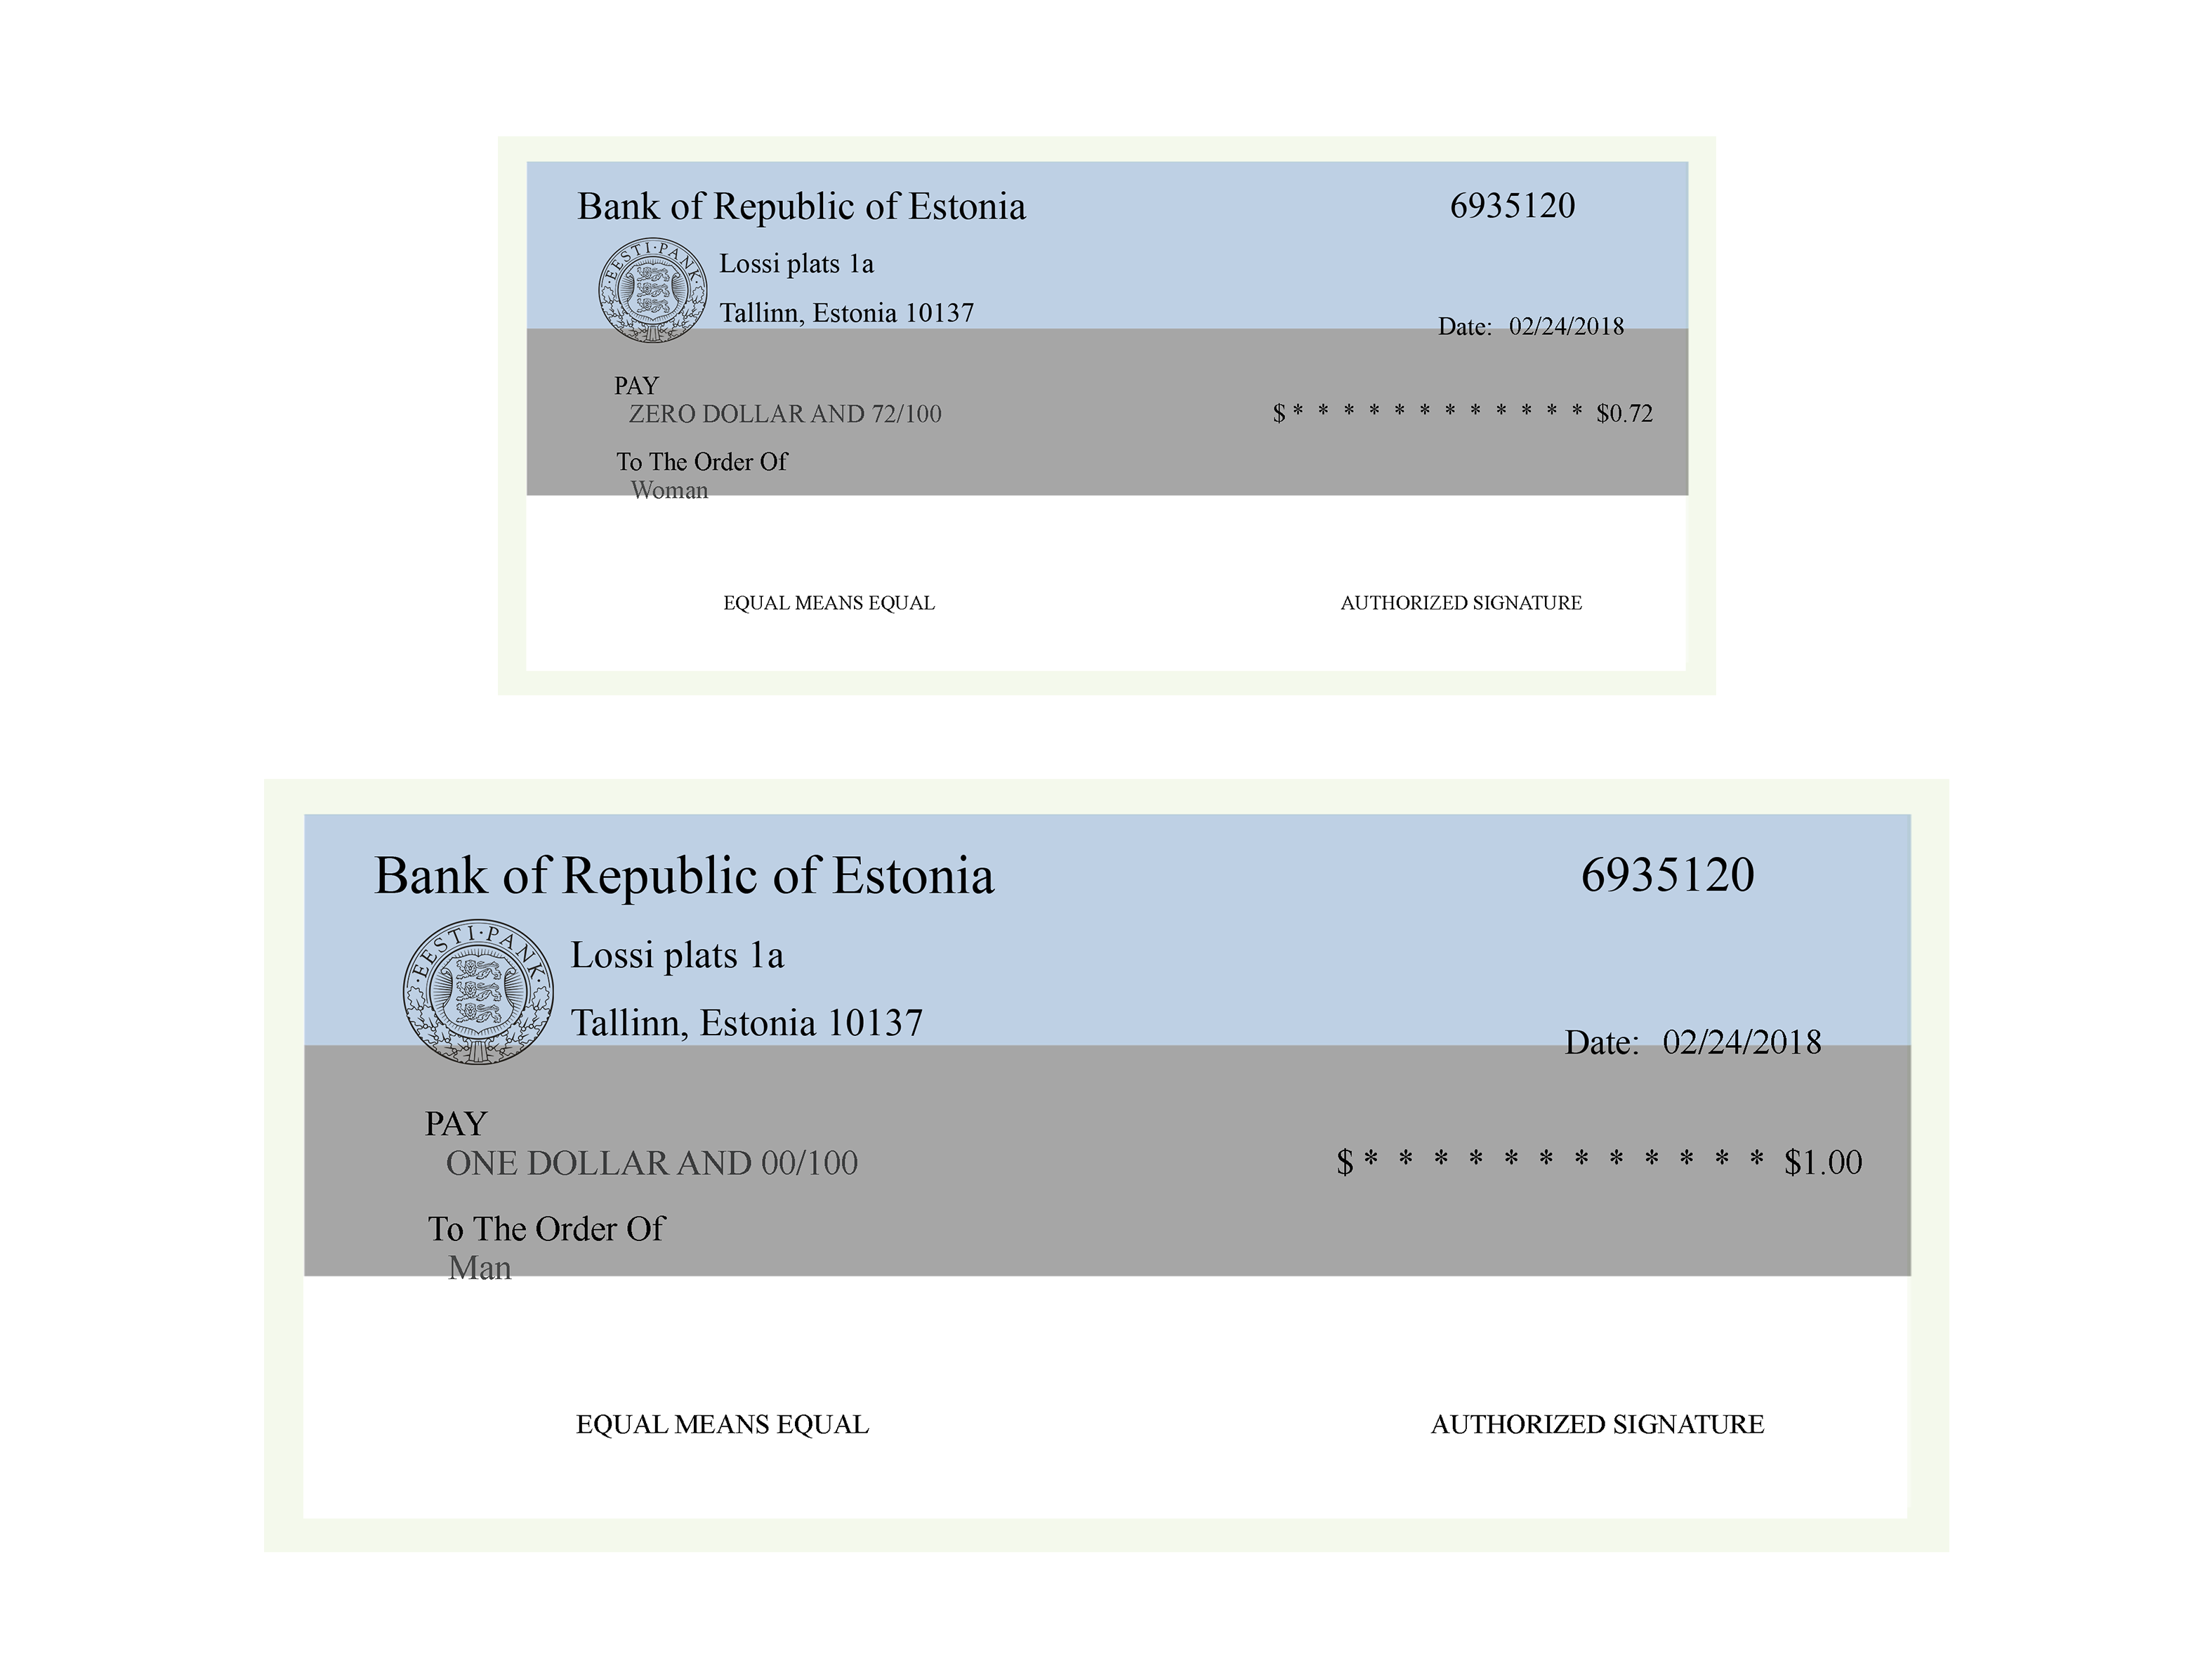 Bank of Republic of Estonia 6935120
EESTI·PANK
Lossi plats 1a
Tallinn, Estonia 10137
Date: 02/24/2018
PAY
ZERO DOLLAR AND 72/100 $ * * * * * * * * * * * * $0.72
To The Order Of
Woman
EQUAL MEANS EQUAL AUTHORIZED SIGNATURE
Bank of Republic of Estonia 6935120
EESTI·PANK
Lossi plats 1a
Tallinn, Estonia 10137
Date: 02/24/2018
PAY
ONE DOLLAR AND 00/100 $ * * * * * * * * * * * * $1.00
To The Order Of
Man
EQUAL MEANS EQUAL AUTHORIZED SIGNATURE